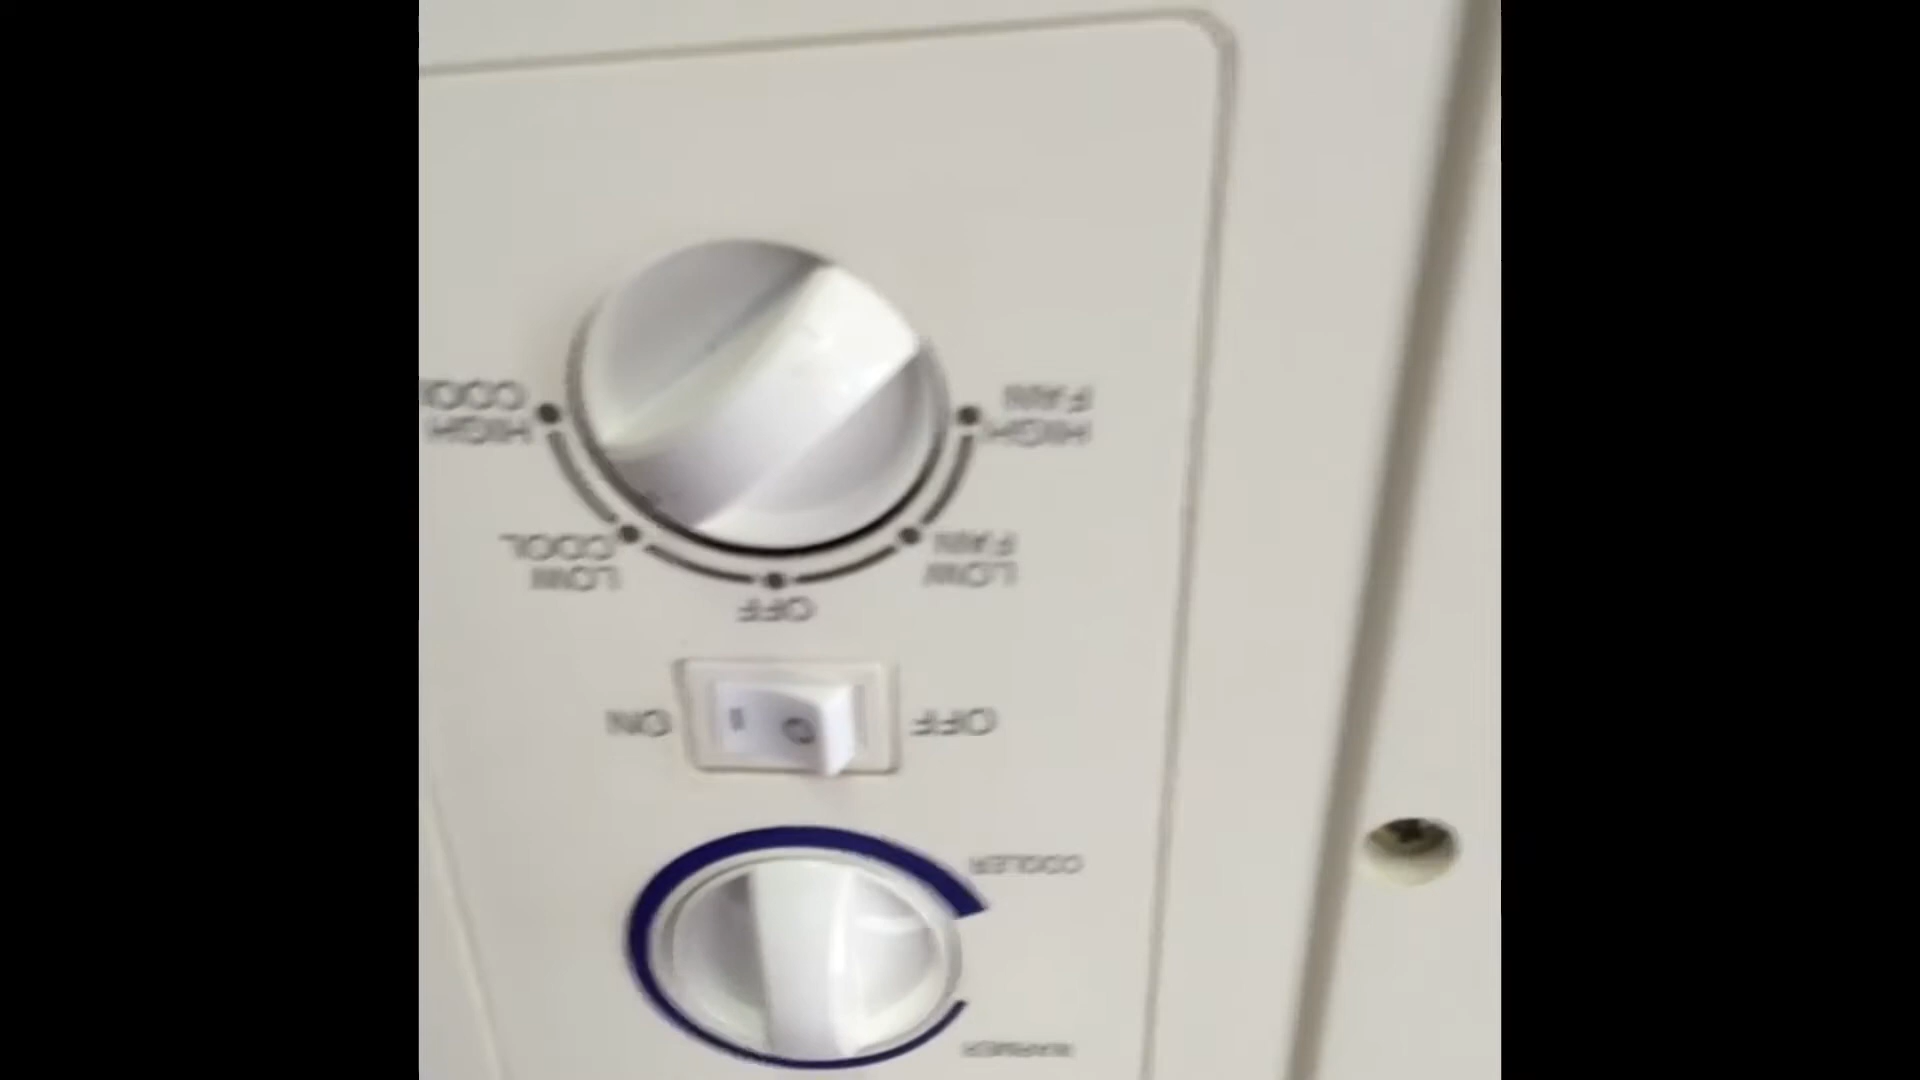 WARMER
COOLER
OFF
O
ON
OFF
LOW
FAN
LOW
COOL
HIGH
FAN
HIGH
COOL